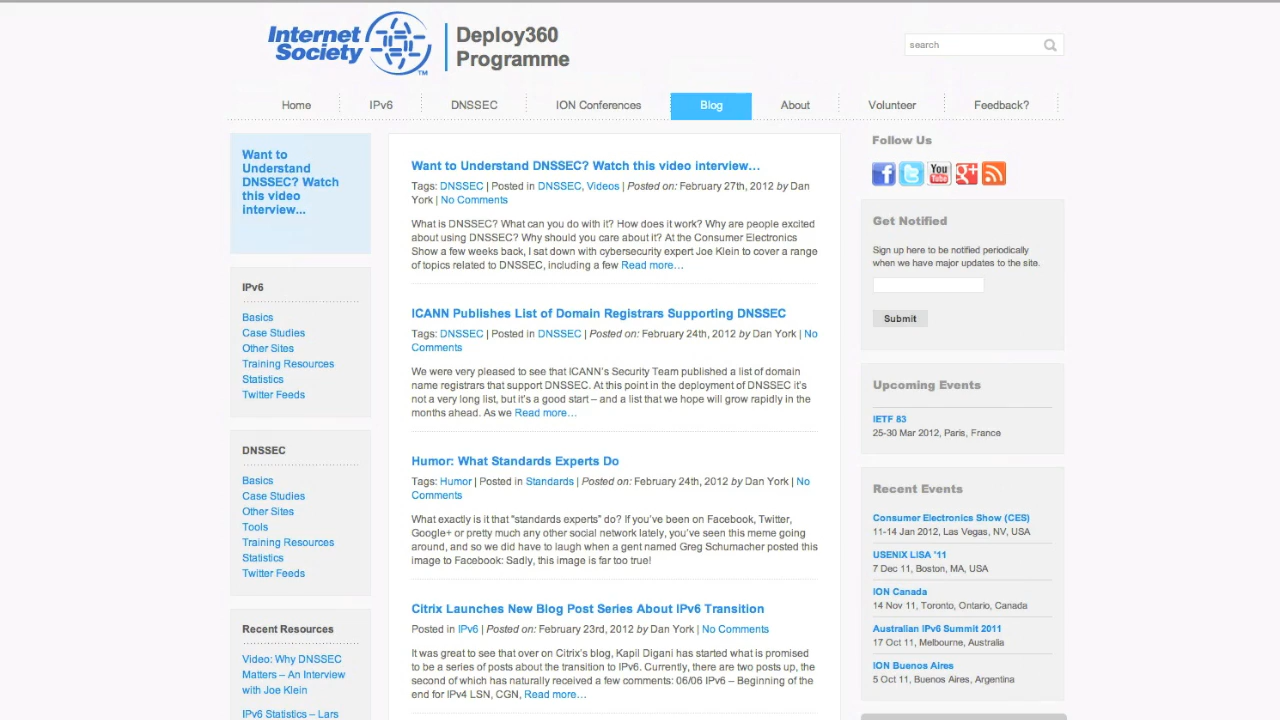 Internet
Society
TM
Deploy360
Programme
search
Home
IPv6
DNSSEC
ION Conferences
Blog
About
Volunteer
Feedback?
Want to
Understand
DNSSEC? Watch
this video
interview...
IPv6
Basics
Case Studies
Other Sites
Training Resources
Statistics
Twitter Feeds
DNSSEC
Basics
Case Studies
Other Sites
Tools
Training Resources
Statistics
Twitter Feeds
Recent Resources
Video: Why DNSSEC
Matters – An Interview
with Joe Klein
IPv6 Statistics – Lars
Want to Understand DNSSEC? Watch this video interview…
Tags: DNSSEC | Posted in DNSSEC, Videos | Posted on: February 27th, 2012 by Dan
York | No Comments
What is DNSSEC? What can you do with it? How does it work? Why are people excited
about using DNSSEC? Why should you care about it? At the Consumer Electronics
Show a few weeks back, I sat down with cybersecurity expert Joe Klein to cover a range
of topics related to DNSSEC, including a few Read more…
ICANN Publishes List of Domain Registrars Supporting DNSSEC
Tags: DNSSEC | Posted in DNSSEC | Posted on: February 24th, 2012 by Dan York | No
Comments
We were very pleased to see that ICANN's Security Team published a list of domain
name registrars that support DNSSEC. At this point in the deployment of DNSSEC it's
not a very long list, but it's a good start – and a list that we hope will grow rapidly in the
months ahead. As we Read more…
Humor: What Standards Experts Do
Tags: Humor | Posted in Standards | Posted on: February 24th, 2012 by Dan York | No
Comments
What exactly is it that "standards experts" do? If you've been on Facebook, Twitter,
Google+ or pretty much any other social network lately, you've seen this meme going
around, and so we did have to laugh when a gent named Greg Schumacher posted this
image to Facebook: Sadly, this image is far too true!
Citrix Launches New Blog Post Series About IPv6 Transition
Posted in IPv6 | Posted on: February 23rd, 2012 by Dan York | No Comments
It was great to see that over on Citrix's blog, Kapil Digani has started what is promised
to be a series of posts about the transition to IPv6. Currently, there are two posts up, the
second of which has naturally received a few comments: 06/06 IPv6 – Beginning of the
end for IPv4 LSN, CGN, Read more…
Follow Us
You
Tube
Get Notified
Sign up here to be notified periodically
when we have major updates to the site.
Submit
Upcoming Events
IETF 83
25-30 Mar 2012, Paris, France
Recent Events
Consumer Electronics Show (CES)
11-14 Jan 2012, Las Vegas, NV, USA
USENIX LISA '11
7 Dec 11, Boston, MA, USA
ION Canada
14 Nov 11, Toronto, Ontario, Canada
Australian IPv6 Summit 2011
17 Oct 11, Melbourne, Australia
ION Buenos Aires
5 Oct 11, Buenos Aires, Argentina